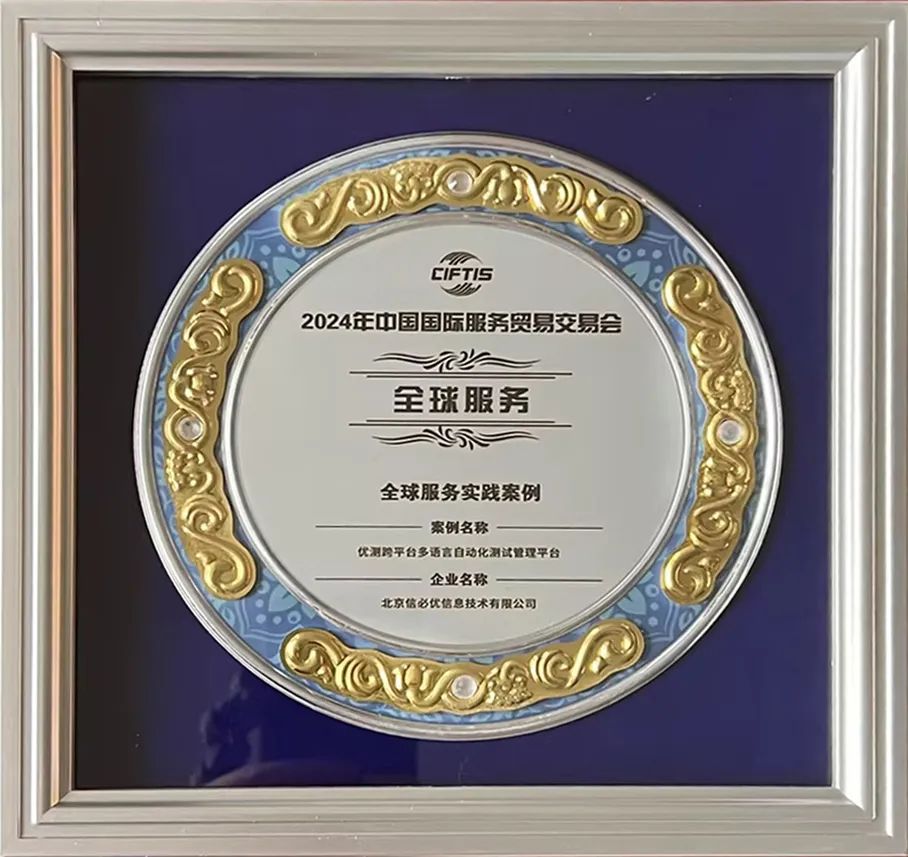 CIFTIS
2024年中国国际服务贸易交易会
全球服务
全球服务实践案例
案例名称
优测跨平台多语言自动化测试管理平台
企业名称
北京信必优信息技术有限公司